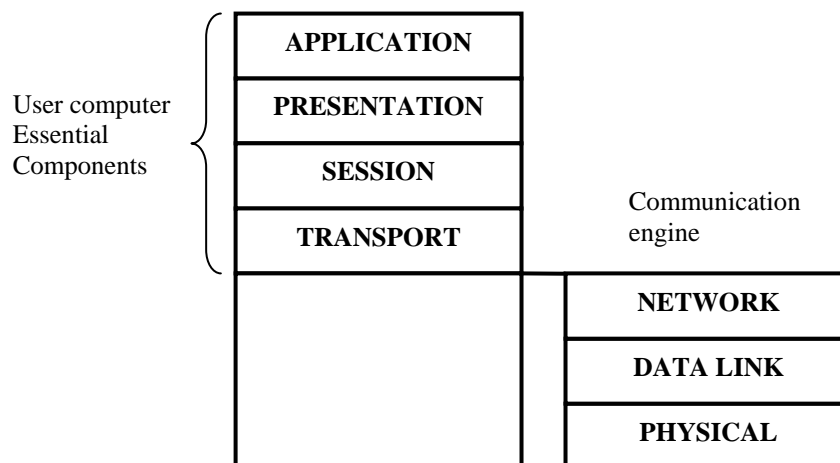 APPLICATION
PRESENTATION
SESSION
TRANSPORT
User computer
Essential
Components
Communication
engine
NETWORK
DATA LINK
PHYSICAL